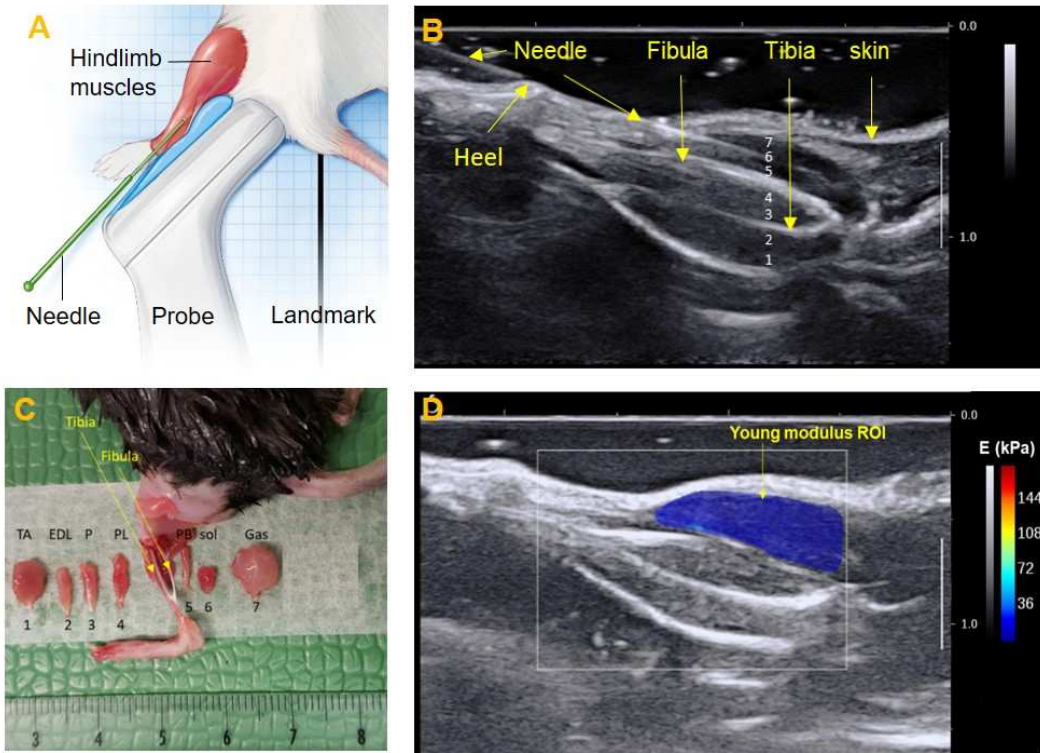 A
Hindlimb
muscles
Needle
Probe
Landmark
B
Needle
Fibula
Tibia
skin
Heel
7
6
5
4
3
2
1
0.0
1.0
C
Tibia
Fibula
TA EDL P PL PB sol Gas
1 2 3 4 5 6 7
3 4 5 6 7 8
D
Young modulus ROI
0.0
1.0
E (kPa)
144
108
72
36